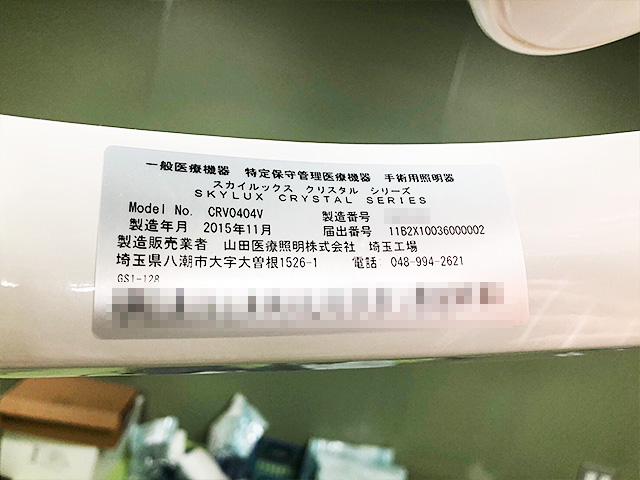 一般医療機器 特定保守管理医療機器 手術用照明器
スカイルックス クリスタル シリーズ
SKYLUX CRYSTAL SERIES
Model No. CRV0404V 製造番号
製造年月 2015年11月 届出番号 11B2X10036000002
製造販売業者 山田医療照明株式会社 埼玉工場
埼玉県八潮市大字大曽根1526-1 電話 048-994-2621
GS1-128